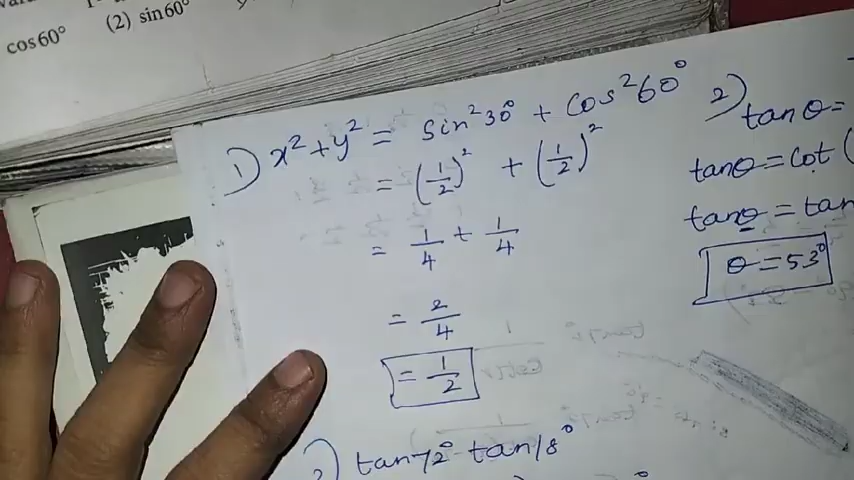 cos60°
(2) sin60°
1) x² + y² = sin²30° + cos²60°
= (1/2)² + (1/2)²
= 1/4 + 1/4
= 2/4
= 1/2
2) tanθ =
tanθ = cot (
tanθ = tan
θ = 53°
tan72° tan18°